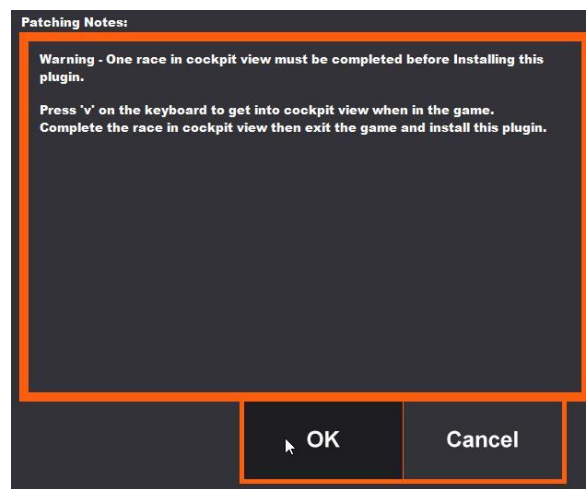 Patching Notes:
Warning - One race in cockpit view must be completed before Installing this
plugin.
Press 'v' on the keyboard to get into cockpit view when in the game.
Complete the race in cockpit view then exit the game and install this plugin.
OK
Cancel